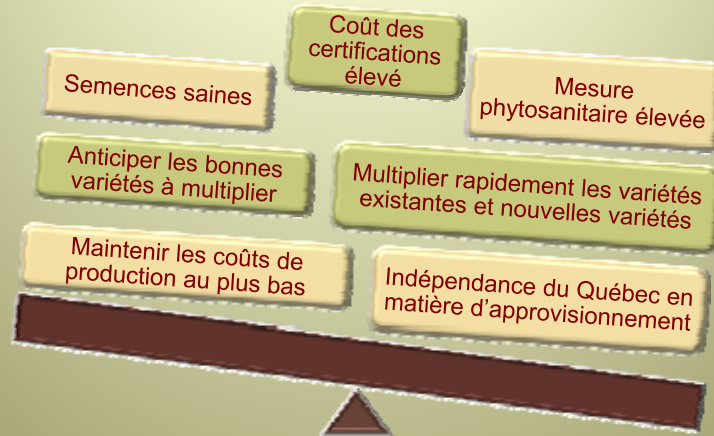 Coût des
certifications
élevé
Semences saines
Mesure
phytosanitaire élevée
Anticiper les bonnes
variétés à multiplier
Multiplier rapidement les variétés
existantes et nouvelles variétés
Maintenir les coûts de
production au plus bas
Indépendance du Québec en
matière d'approvisionnement